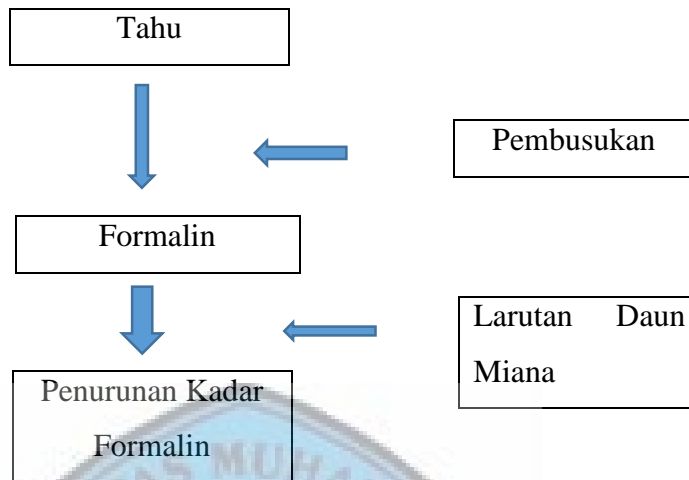 Tahu
Pembusukan
Formalin
Larutan Daun
Miana
Penurunan Kadar
Formalin